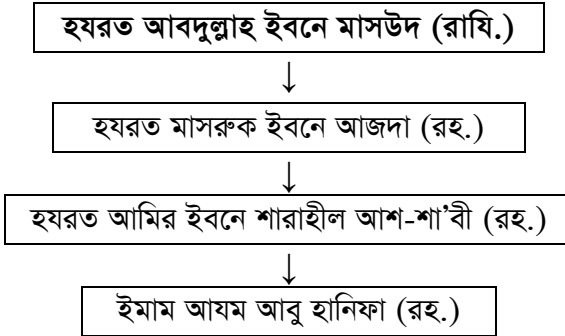 হযরত আবদুল্লাহ ইবনে মাসউদ (রাযি.)
↓
হযরত মাসরুক ইবনে আজদা (রহ.)
↓
হযরত আমির ইবনে শারাহীল আশ-শা’বী (রহ.)
↓
ইমাম আযম আবু হানিফা (রহ.)